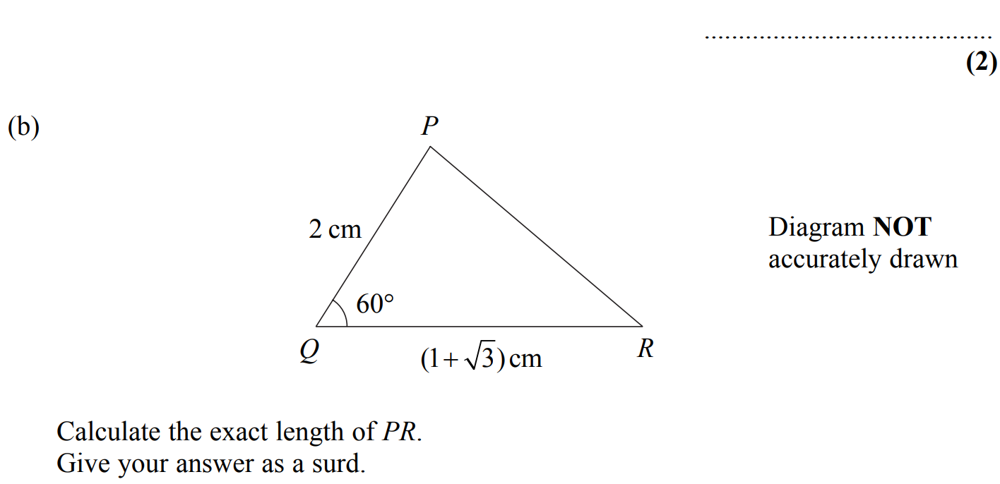 ........................................
(2)
(b)
P
2 cm
Diagram NOT
accurately drawn
60°
Q
(1+√3) cm
R
Calculate the exact length of PR.
Give your answer as a surd.